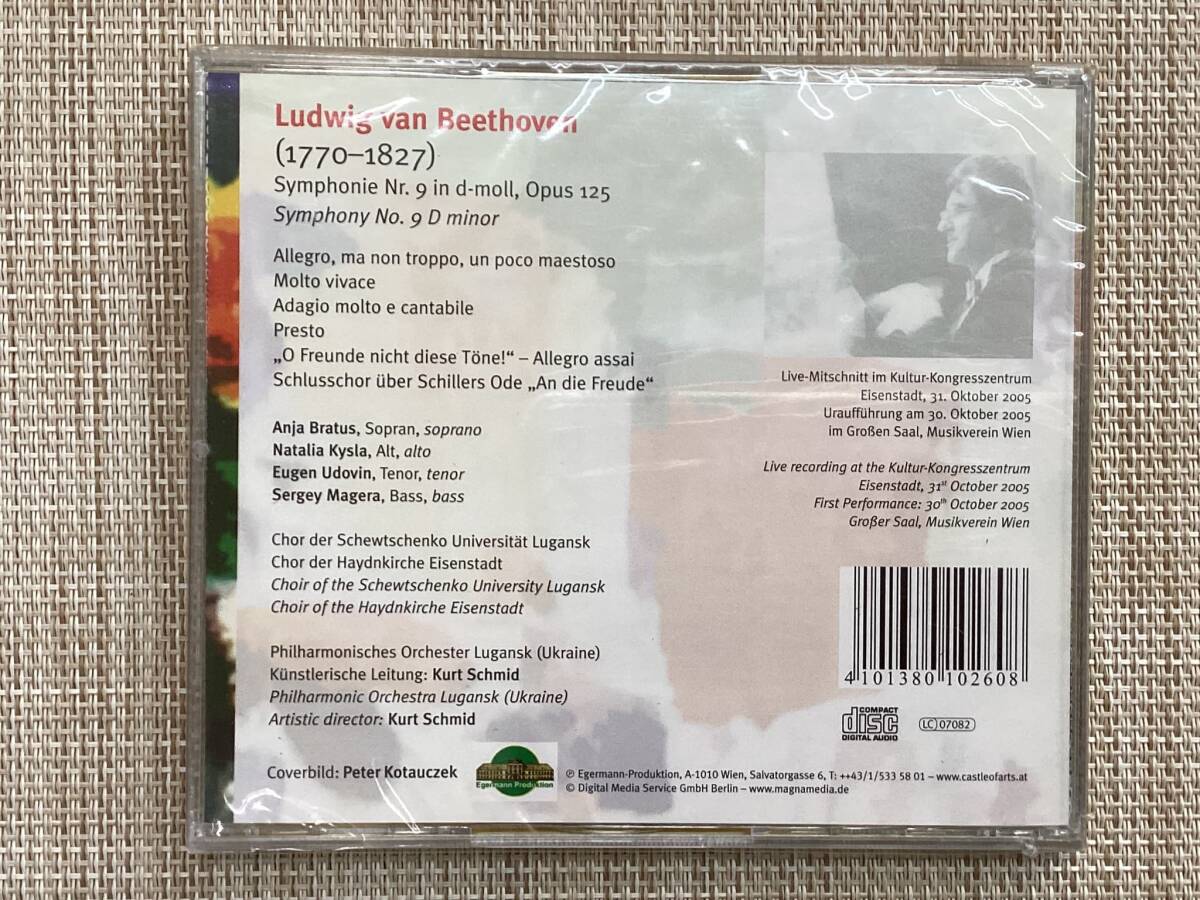 Ludwig van Beethoven
(1770–1827)
Symphonie Nr. 9 in d-moll, Opus 125
Symphony No. 9 D minor
Allegro, ma non troppo, un poco maestoso
Molto vivace
Adagio molto e cantabile
Presto
„O Freunde nicht diese Töne!“ – Allegro assai
Schlusschor über Schillers Ode „An die Freude“
Anja Bratus, Sopran, soprano
Natalia Kysla, Alt, alto
Eugen Udovin, Tenor, tenor
Sergey Magera, Bass, bass
Chor der Schewtschenko Universität Lugansk
Chor der Haydnkirche Eisenstadt
Choir of the Schewtschenko University Lugansk
Choir of the Haydnkirche Eisenstadt
Philharmonisches Orchester Lugansk (Ukraine)
Künstlerische Leitung: Kurt Schmid
Philharmonic Orchestra Lugansk (Ukraine)
Artistic director: Kurt Schmid
Coverbild: Peter Kotauczek
Egermann Produktion
Live-Mitschnitt im Kultur-Kongresszentrum
Eisenstadt, 31. Oktober 2005
Uraufführung am 30. Oktober 2005
im Großen Saal, Musikverein Wien
Live recording at the Kultur-Kongresszentrum
Eisenstadt, 31st October 2005
First Performance: 30th October 2005
Großer Saal, Musikverein Wien
4 101380 102608
COMPACT
disc
DIGITAL AUDIO
LC 07082
℗ Egermann-Produktion, A-1010 Wien, Salvatorgasse 6, T: ++43/1/533 58 01 – www.castleofarts.at
© Digital Media Service GmbH Berlin – www.magnamedia.de